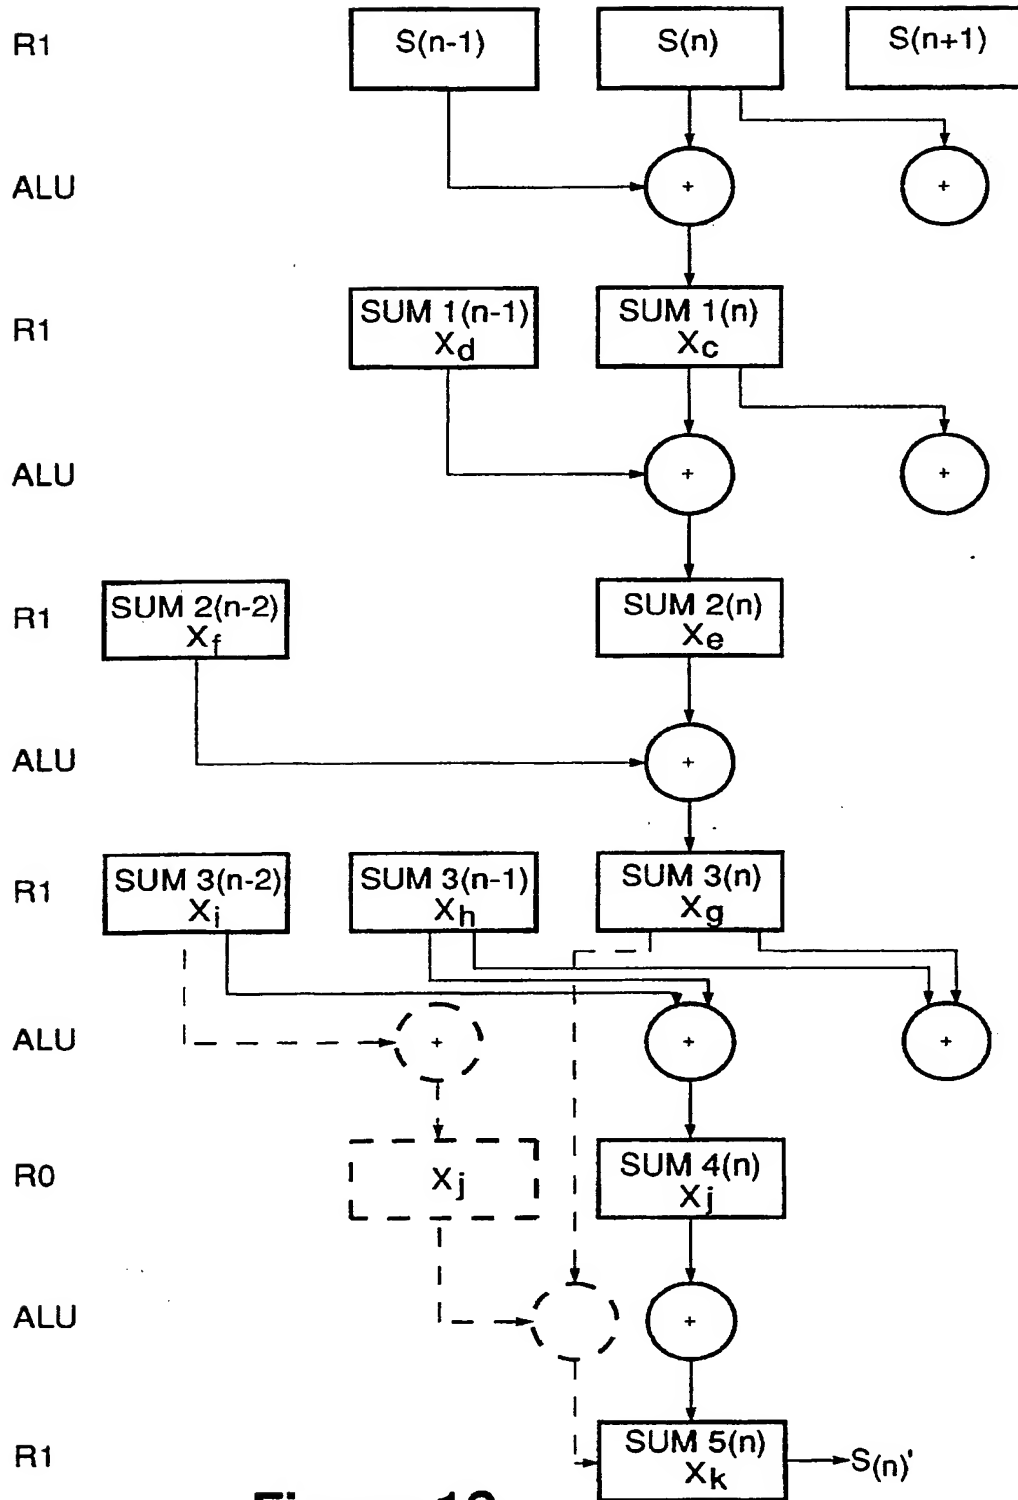 R1 S(n-1) S(n) S(n+1)
ALU + +
R1 SUM 1(n-1) SUM 1(n)
Xd Xc
ALU + +
R1 SUM 2(n-2) SUM 2(n)
Xf Xe
ALU +
R1 SUM 3(n-2) SUM 3(n-1) SUM 3(n)
Xi Xh Xg
ALU + + +
R0 Xj SUM 4(n)
Xj
ALU +
R1 SUM 5(n) S(n)'
Xk